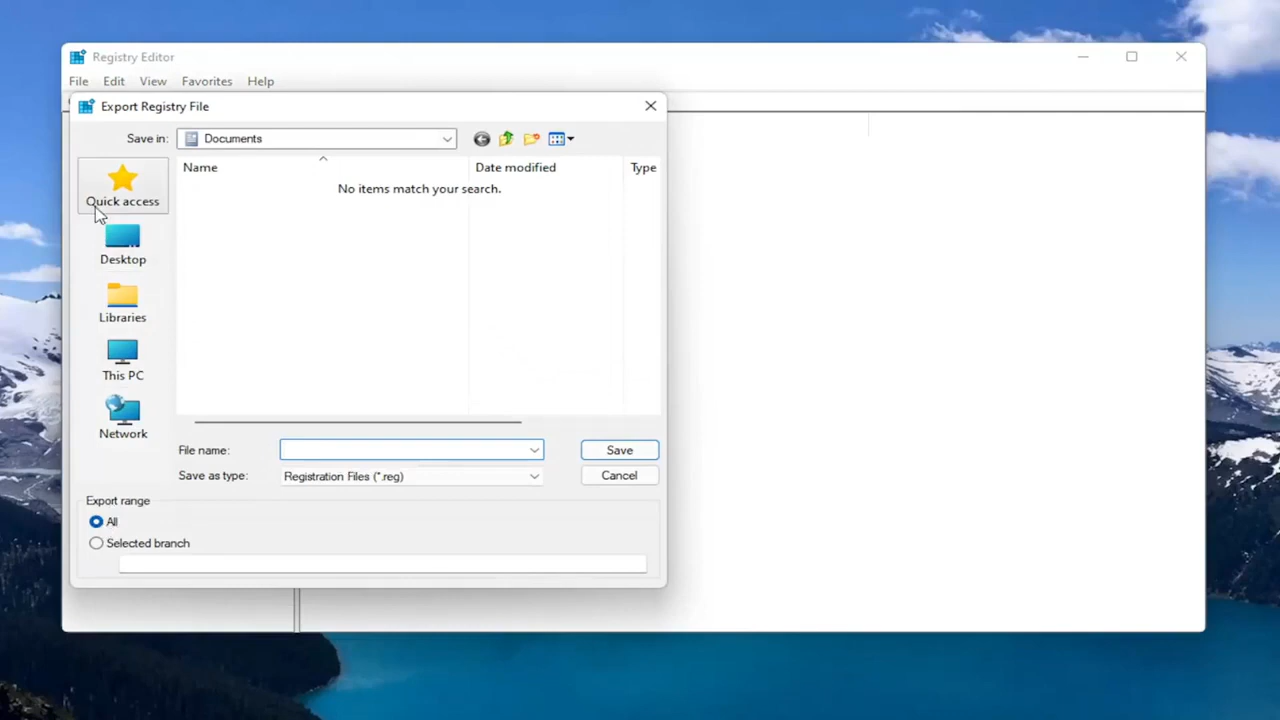 Registry Editor
File Edit View Favorites Help
Export Registry File
Save in: Documents
Name Date modified Type
No items match your search.
Quick access
Desktop
Libraries
This PC
Network
File name: Save
Save as type: Registration Files (*.reg) Cancel
Export range
All
Selected branch